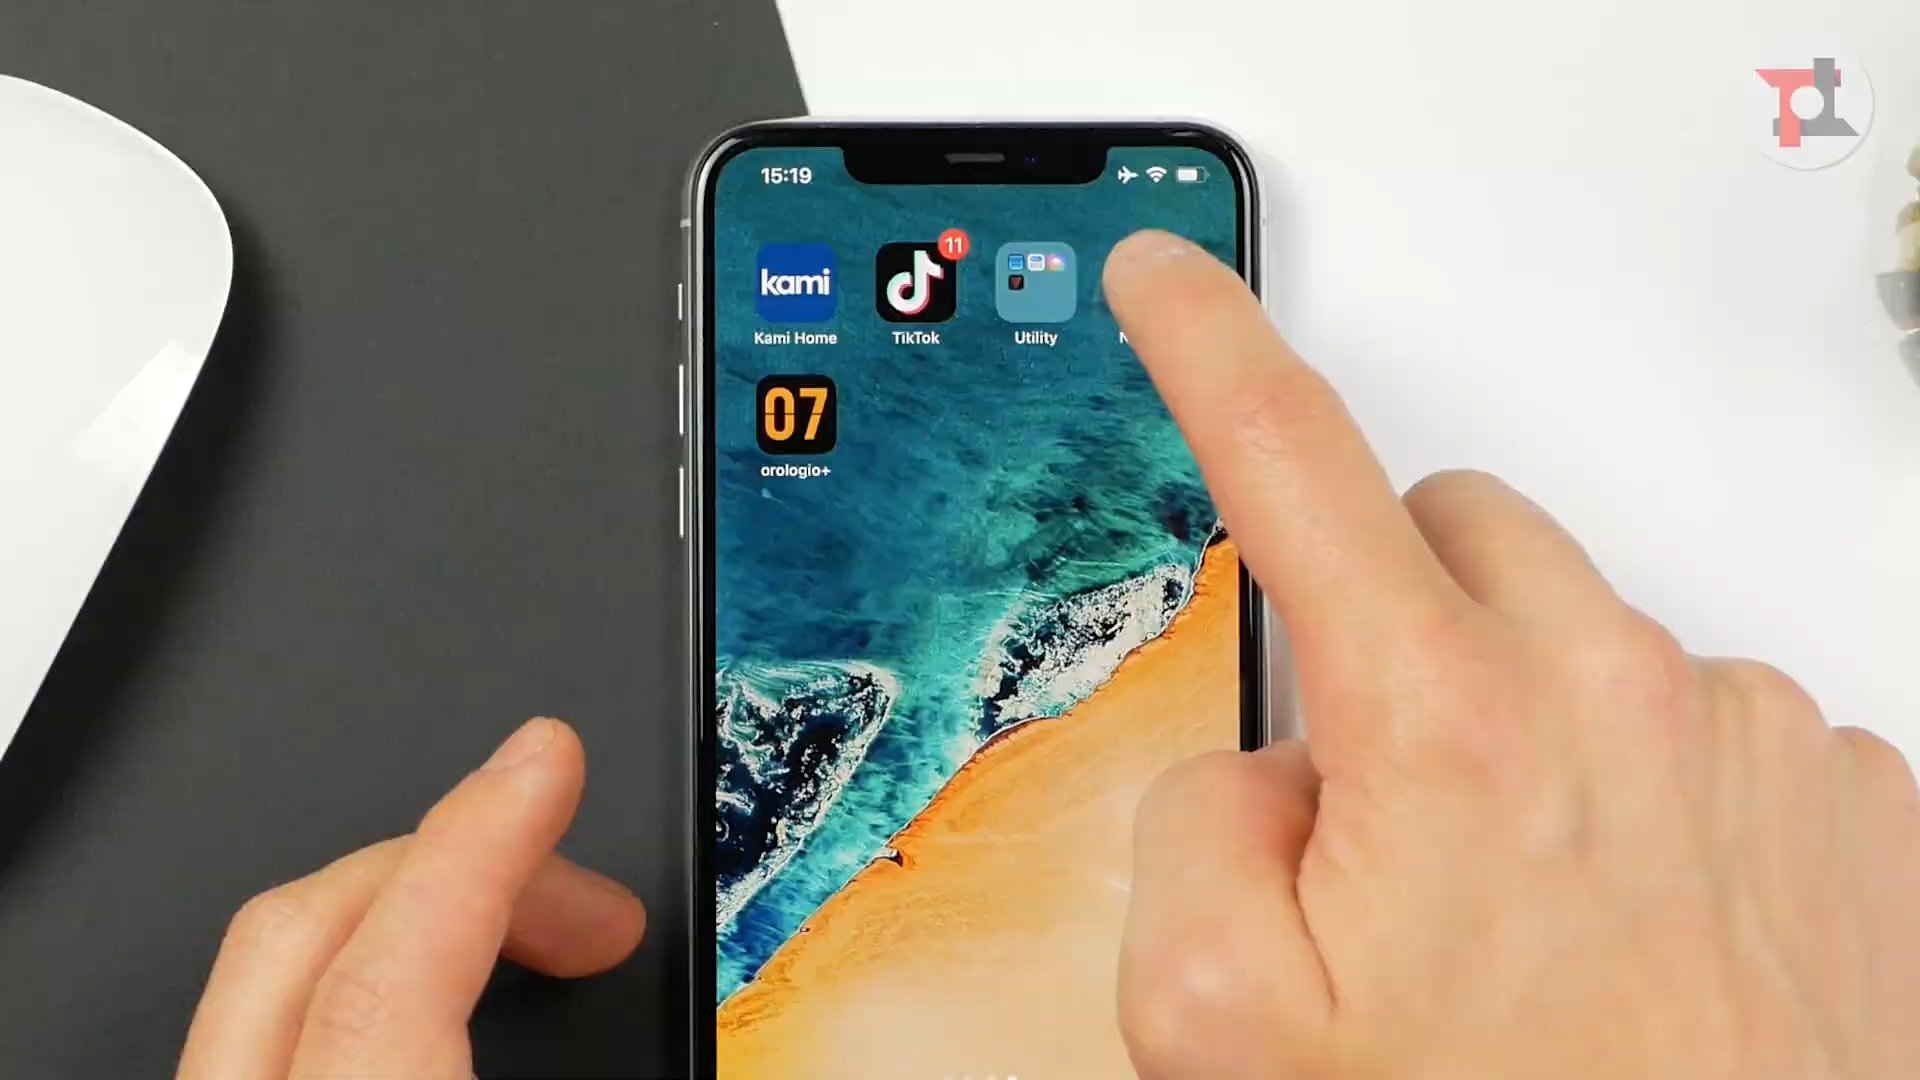 15:19
kami
11
Kami Home
TikTok
Utility
07
orologio+